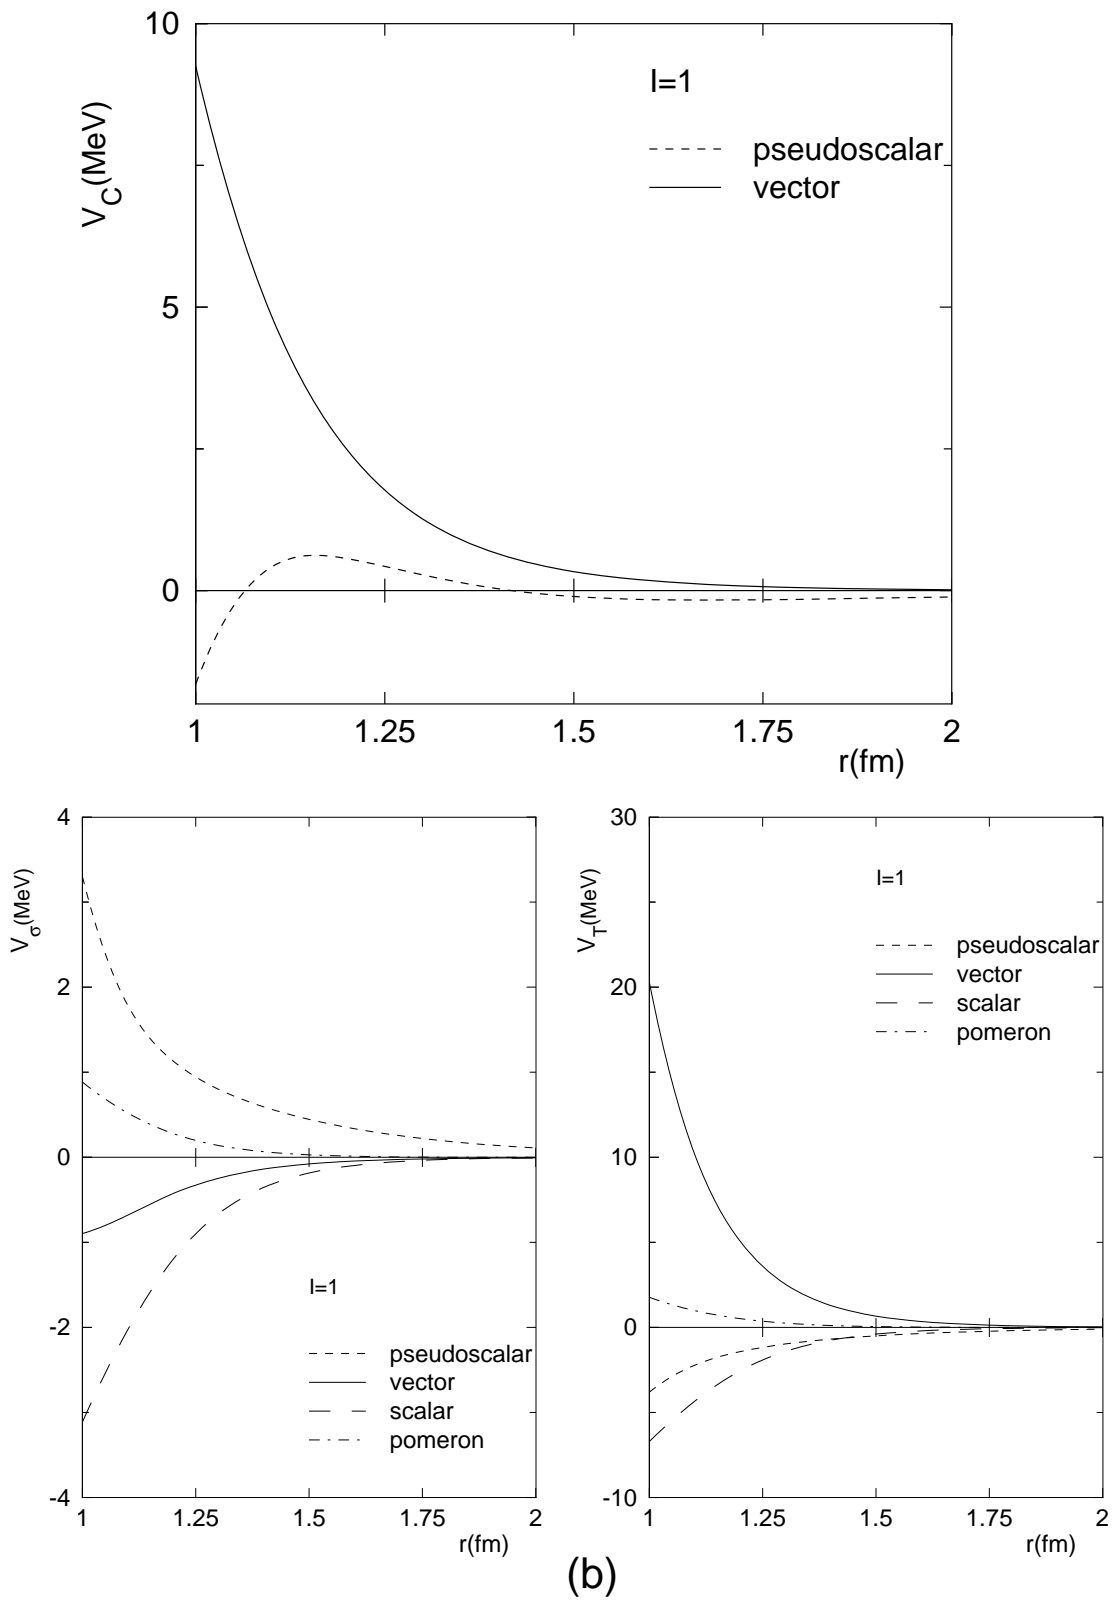 10
5
0
V_C(MeV)
I=1
pseudoscalar
vector
1 1.25 1.5 1.75 2
r(fm)
4
2
0
-2
-4
V_σ(MeV)
I=1
pseudoscalar
vector
scalar
pomeron
1 1.25 1.5 1.75 2
r(fm)
30
20
10
0
-10
V_T(MeV)
I=1
pseudoscalar
vector
scalar
pomeron
1 1.25 1.5 1.75 2
r(fm)
(b)